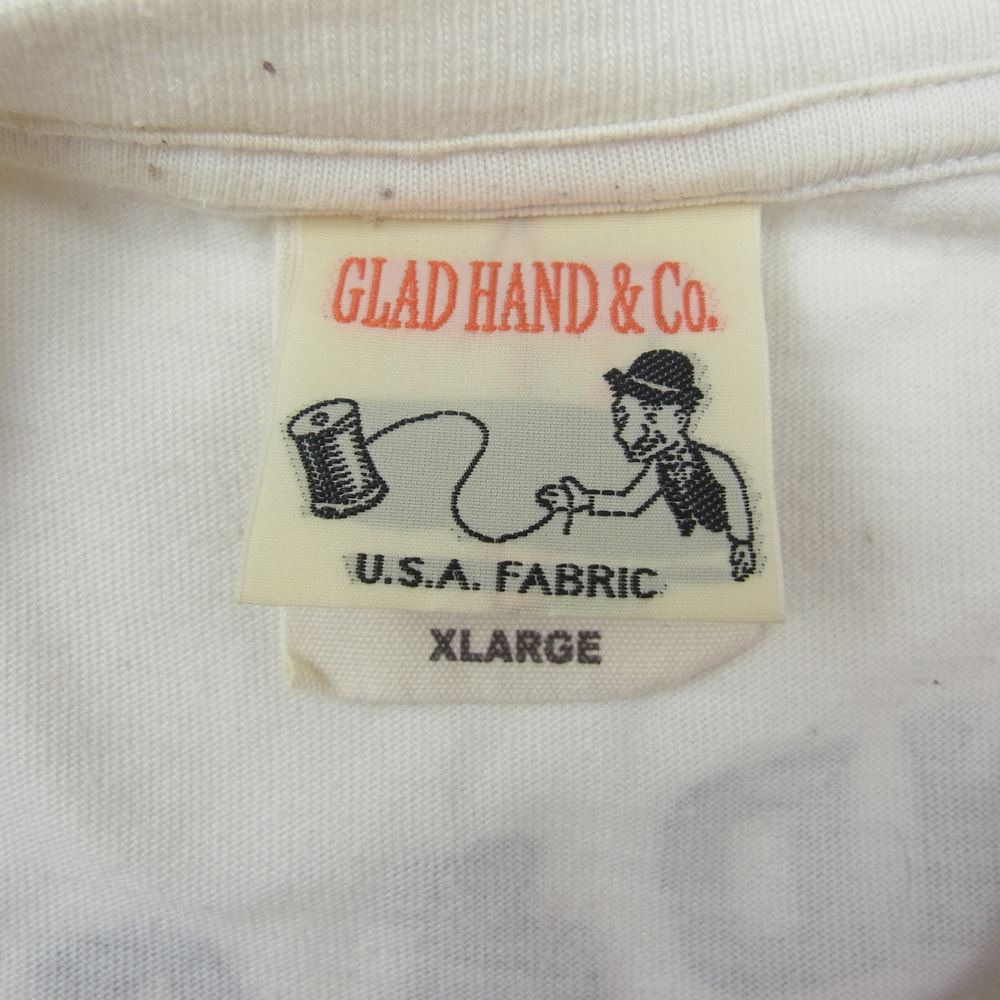 GLAD HAND & Co.
U.S.A. FABRIC
XLARGE